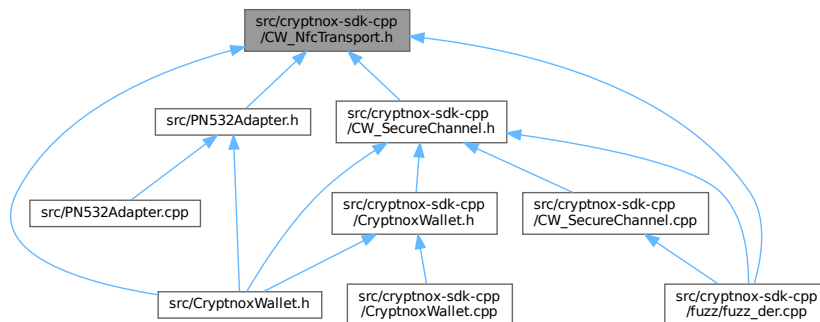 src/cryptnox-sdk-cpp
/CW_NfcTransport.h
src/PN532Adapter.h
src/cryptnox-sdk-cpp
/CW_SecureChannel.h
src/PN532Adapter.cpp
src/cryptnox-sdk-cpp
/CryptnoxWallet.h
src/cryptnox-sdk-cpp
/CW_SecureChannel.cpp
src/CryptnoxWallet.h
src/cryptnox-sdk-cpp
/CryptnoxWallet.cpp
src/cryptnox-sdk-cpp
/fuzz/fuzz_der.cpp